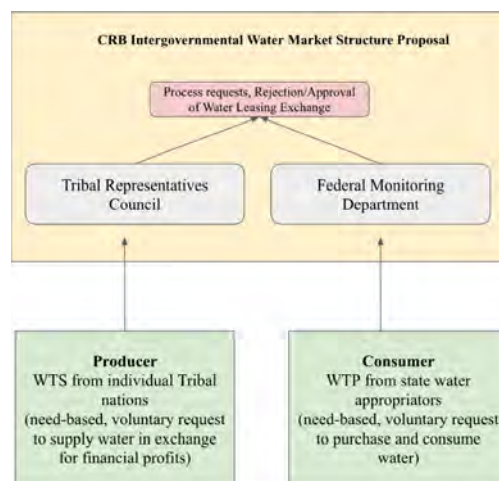 CRB Intergovernmental Water Market Structure Proposal
Process requests, Rejection/Approval
of Water Leasing Exchange
Tribal Representatives
Council
Federal Monitoring
Department
Producer
WTS from individual Tribal
nations
(need-based, voluntary request
to supply water in exchange
for financial profits)
Consumer
WTP from state water
appropriators
(need-based, voluntary request
to purchase and consume
water)